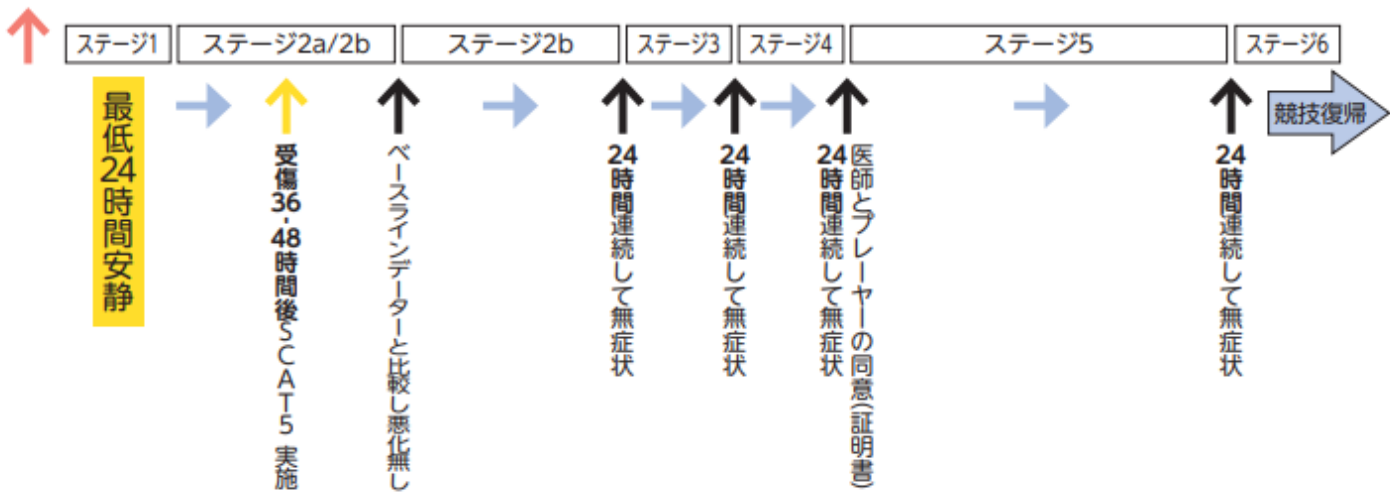 ステージ1
ステージ2a/2b
ステージ2b
ステージ3
ステージ4
ステージ5
ステージ6
最低24時間安静
受傷36-48時間後SCAT5 実施
ベースラインデーターと比較し悪化無し
24時間連続して無症状
24時間連続して無症状
24時間連続して無症状
医師とプレーヤーの同意(証明書)
24時間連続して無症状
競技復帰